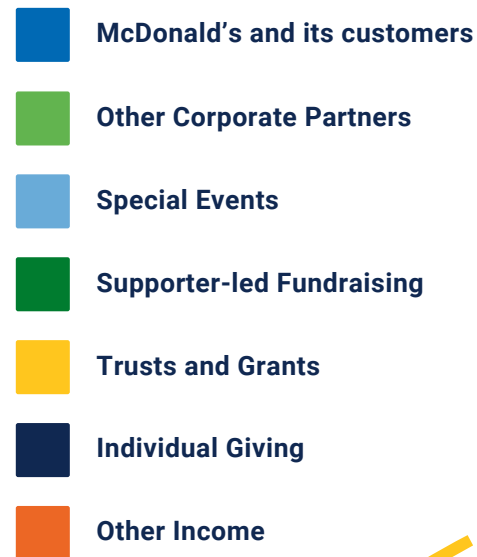 McDonald’s and its customers
Other Corporate Partners
Special Events
Supporter-led Fundraising
Trusts and Grants
Individual Giving
Other Income